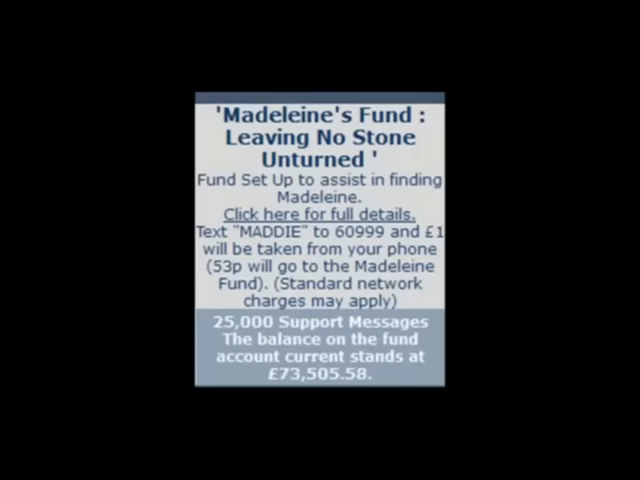 'Madeleine's Fund :
Leaving No Stone
Unturned '
Fund Set Up to assist in finding
Madeleine.
Click here for full details.
Text "MADDIE" to 60999 and £1
will be taken from your phone
(53p will go to the Madeleine
Fund). (Standard network
charges may apply)
25,000 Support Messages
The balance on the fund
account current stands at
£73,505.58.